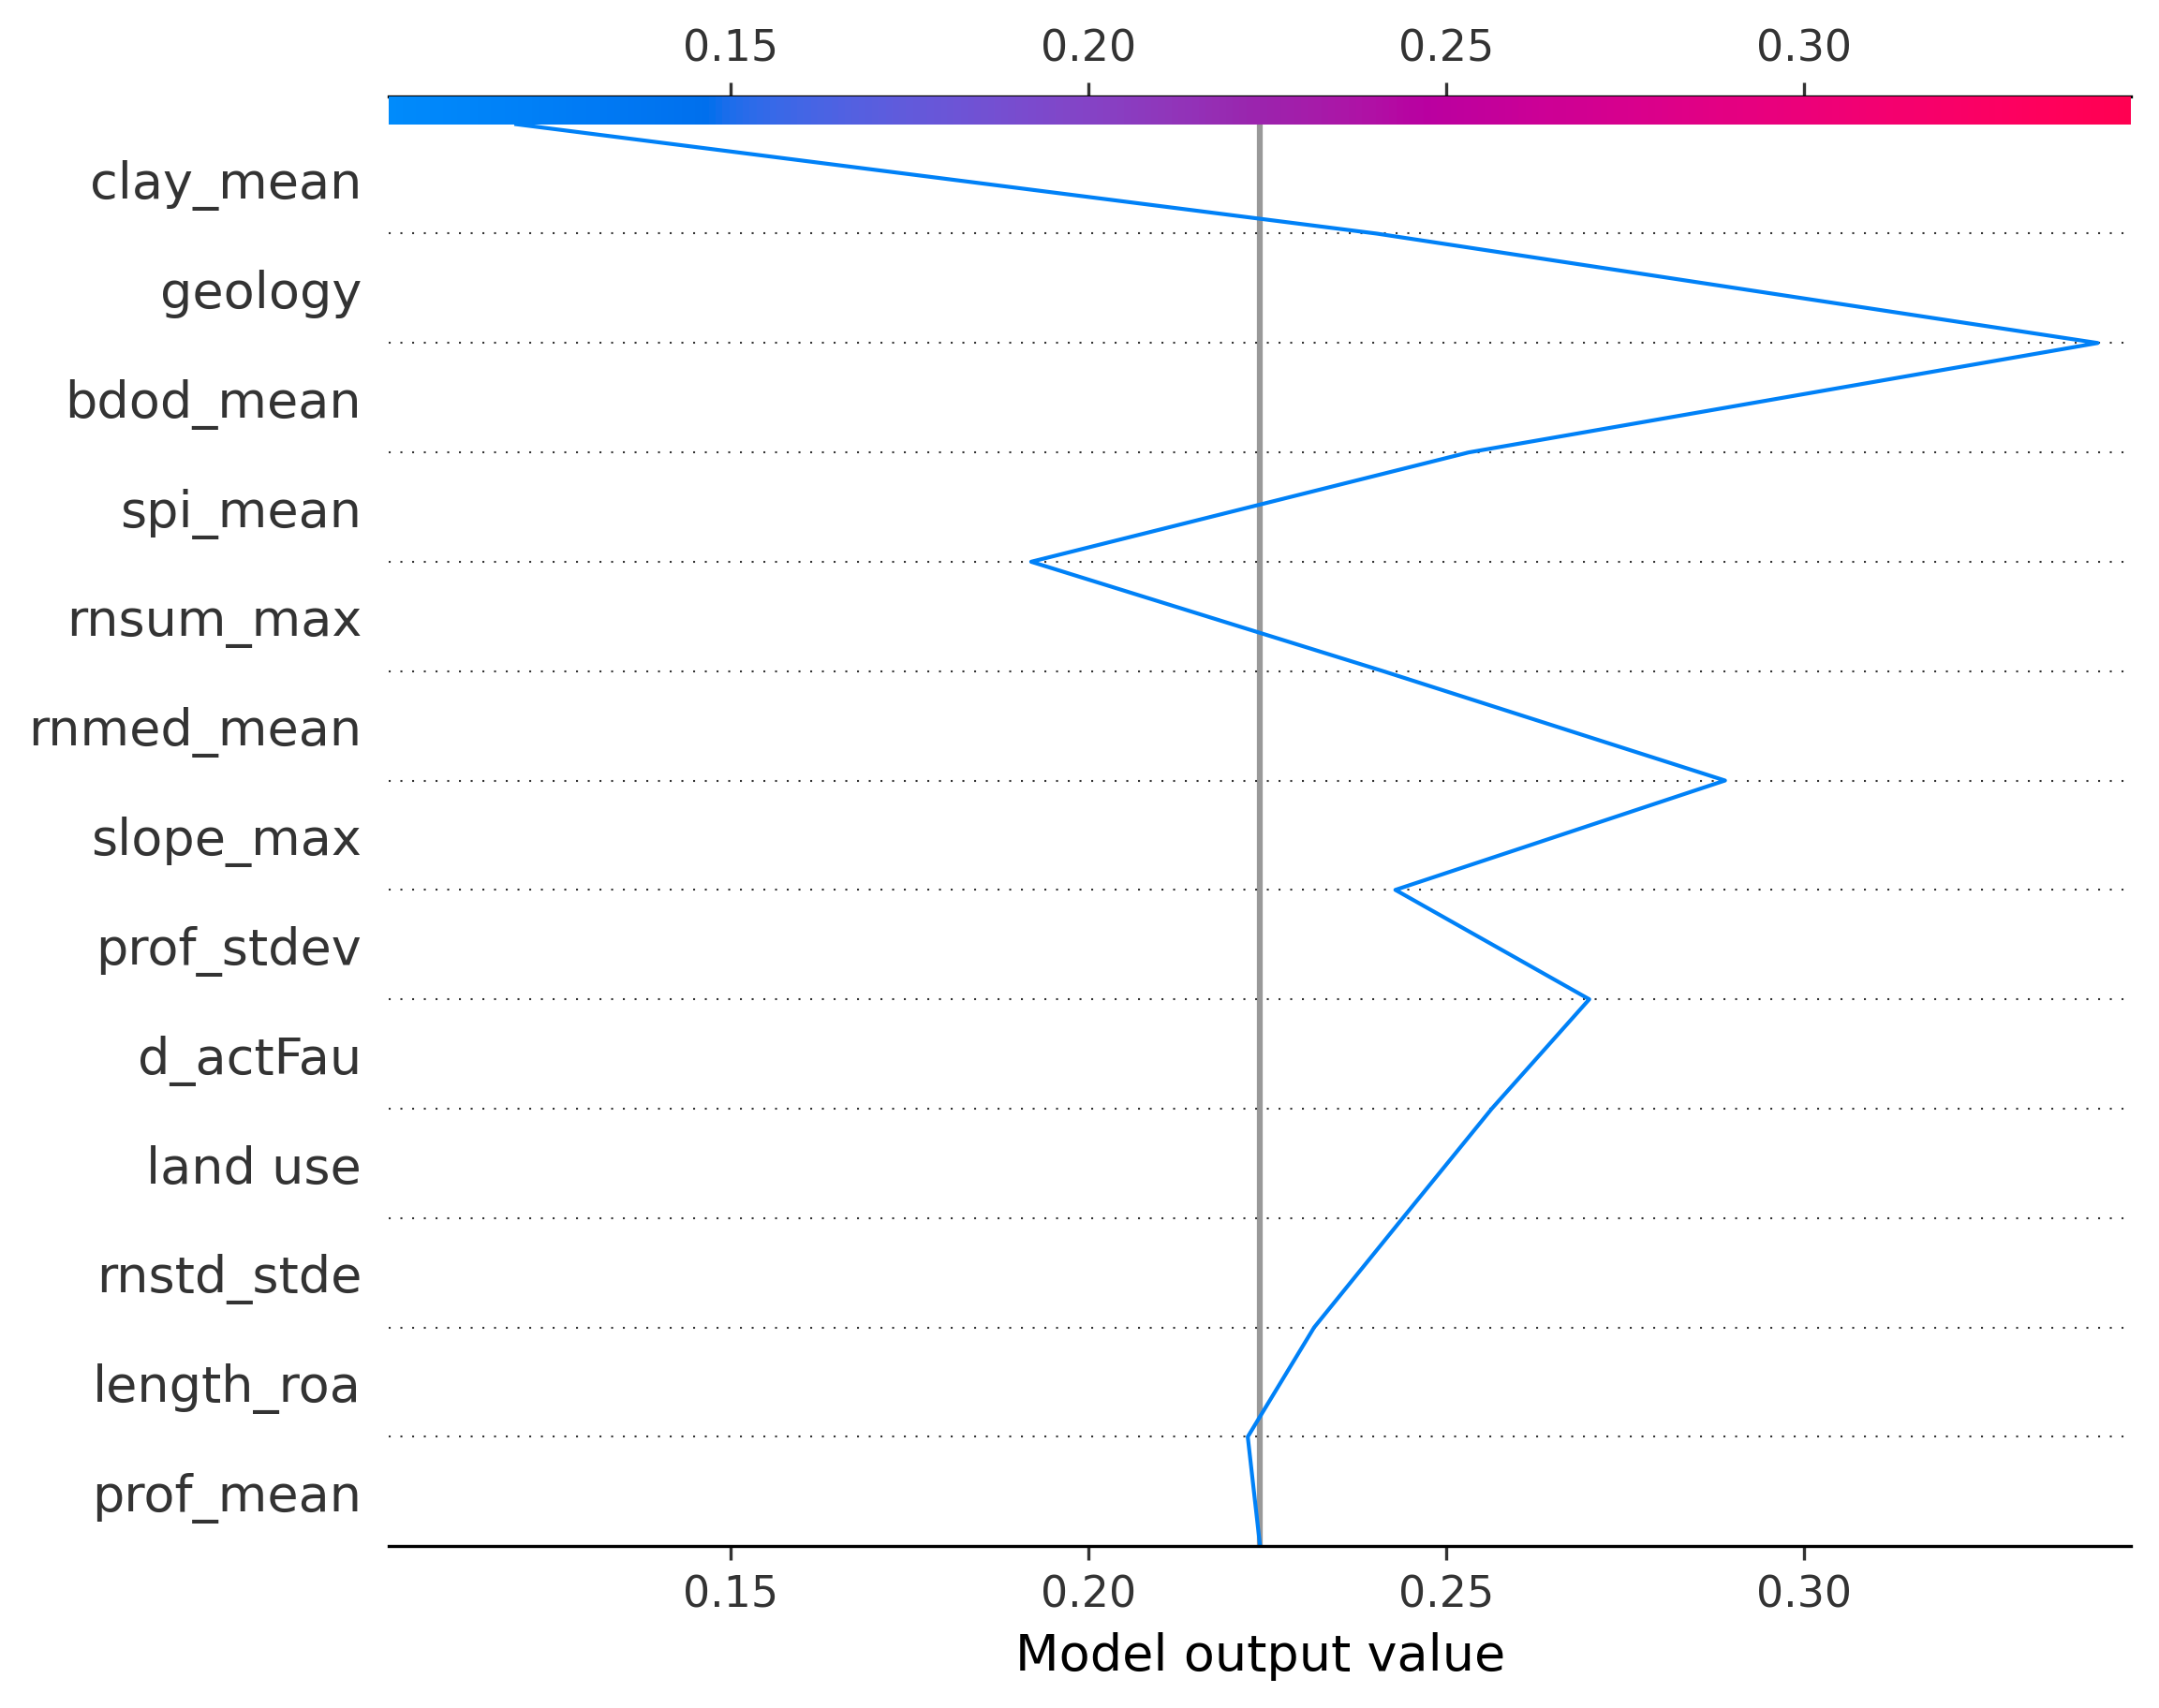 0.15 0.20 0.25 0.30
clay_mean
geology
bdod_mean
spi_mean
rnsum_max
rnmed_mean
slope_max
prof_stdev
d_actFau
land use
rnstd_stde
length_roa
prof_mean
0.15 0.20 0.25 0.30
Model output value